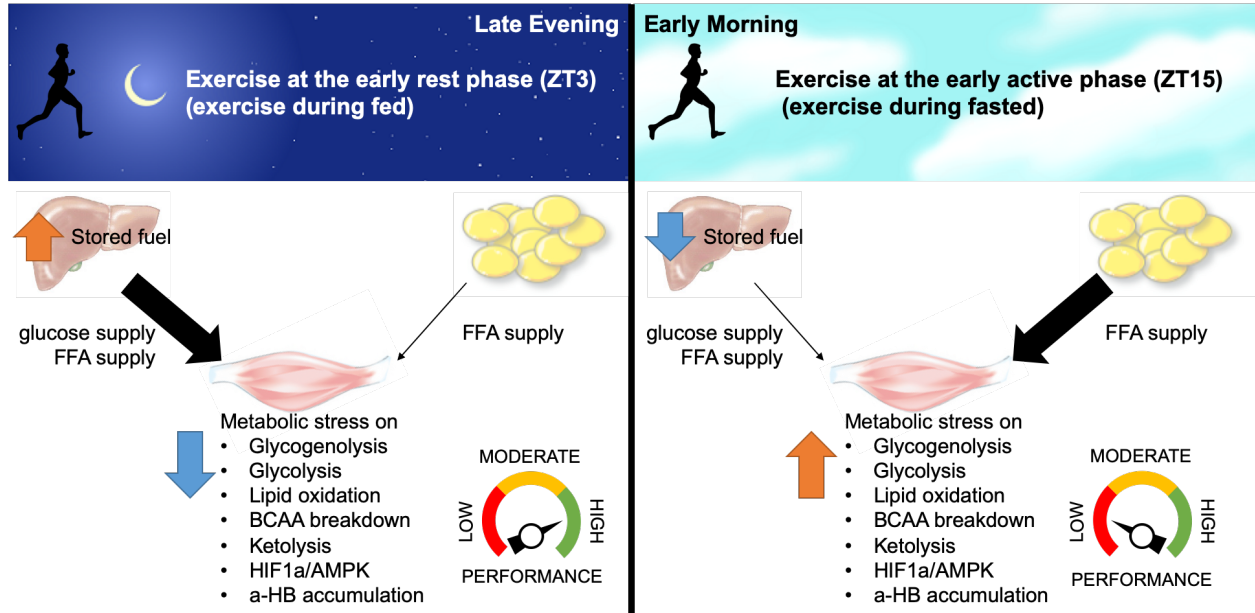 Late Evening
Exercise at the early rest phase (ZT3)
(exercise during fed)
Stored fuel
glucose supply
FFA supply
FFA supply
Metabolic stress on
• Glycogenolysis
• Glycolysis
• Lipid oxidation
• BCAA breakdown
• Ketolysis
• HIF1a/AMPK
• a-HB accumulation
MODERATE
LOW
HIGH
PERFORMANCE
Early Morning
Exercise at the early active phase (ZT15)
(exercise during fasted)
Stored fuel
glucose supply
FFA supply
FFA supply
Metabolic stress on
• Glycogenolysis
• Glycolysis
• Lipid oxidation
• BCAA breakdown
• Ketolysis
• HIF1a/AMPK
• a-HB accumulation
MODERATE
LOW
HIGH
PERFORMANCE